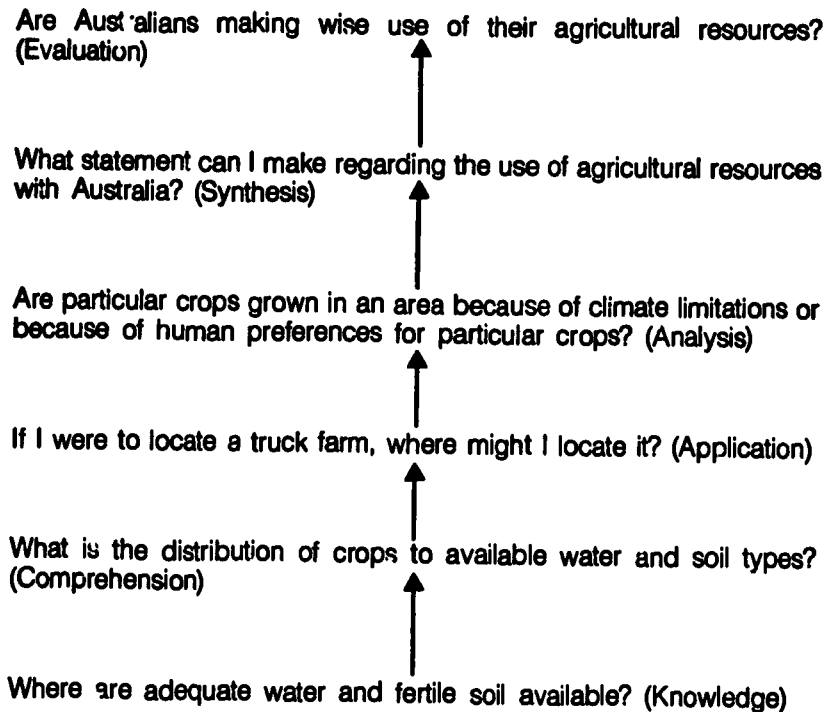 Are Australians making wise use of their agricultural resources?
(Evaluation)
What statement can I make regarding the use of agricultural resources
with Australia? (Synthesis)
Are particular crops grown in an area because of climate limitations or
because of human preferences for particular crops? (Analysis)
If I were to locate a truck farm, where might I locate it? (Application)
What is the distribution of crops to available water and soil types?
(Comprehension)
Where are adequate water and fertile soil available? (Knowledge)